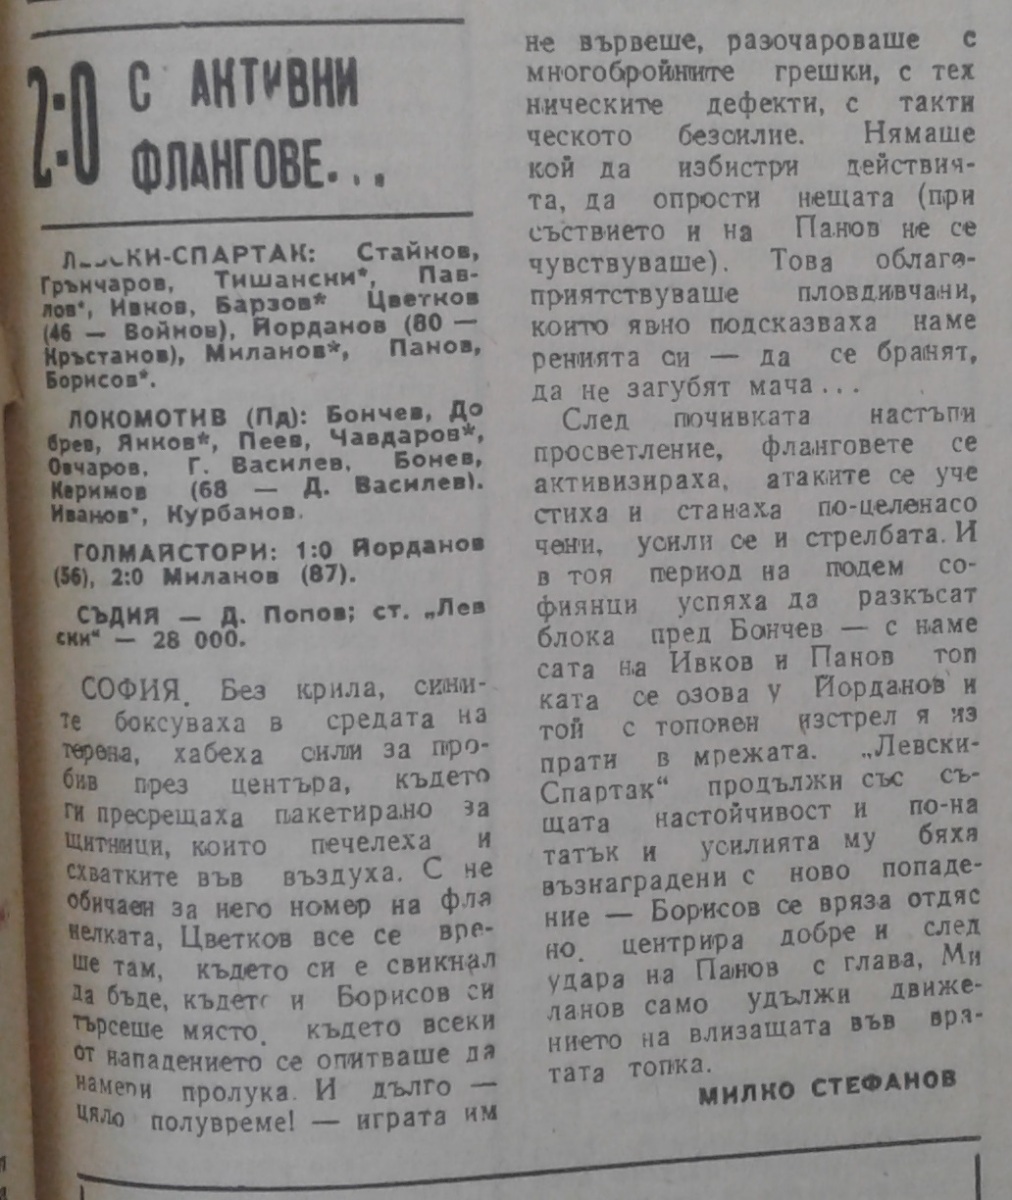 2:0 С АКТИВНИ
ФЛАНГОВЕ...
ЛЕВСКИ-СПАРТАК: Стайков,
Грънчаров, Тишански*, Пав-
лов*, Ивков, Барзов* Цветков
(46 — Войнов), Йорданов (80 —
Кръстанов), Миланов*, Панов,
Борисов*.
ЛОКОМОТИВ (Пд): Бончев, До
брев, Янков*, Пеев, Чавдаров*,
Овчаров, Г. Василев, Бонев,
Керимов (68 — Д. Василев).
Иванов*, Курбанов.
ГОЛМАЙСТОРИ: 1:0 Йорданов
(56), 2:0 Миланов (87).
СЪДИЯ — Д. Попов; ст. „Лев
ски“ — 28 000.
СОФИЯ. Без крила, сини-
те боксуваха в средата на
терена, хабеха сили за про-
бив през центъра, където
ги пресрещаха пакетирано за
щитници, които печелеха и
схватките във въздуха. С не
обичаен за него номер на фла
нелката, Цветков все се вре-
ше там, където си е свикнал
да бъде, където и Борисов си
търсеше място, където всеки
от нападението се опитваше да
намери пролука. И дълго —
цяло полувреме! — играта им
не вървеше, разочароваше с
многобройните грешки, с тех
ническите дефекти, с такти
ческото безсилие. Нямаше
кой да избистри действия-
та, да опрости нещата (при
съствието и на Панов не се
чувствуваше). Това облаго-
приятствуваше пловдивчани,
които явно подсказваха наме
ренията си — да се бранят,
да не загубят мача...
След почивката настъпи
просветление, фланговете се
активизираха, атаките се уче
стиха и станаха по-целенасо
чени, усили се и стрелбата. И
в тоя период на подем со-
фиянци успяха да разкъсат
блока пред Бончев — с наме
сата на Ивков и Панов топ
ката се озова у Йорданов и
той с топовен изстрел я из
прати в мрежата. „Левски-
Спартак“ продължи със съ-
щата настойчивост и по-на
татък и усилията му бяха
възнаградени с ново попаде-
ние — Борисов се вряза отдяс
но, центрира добре и след
удара на Панов с глава, Ми
ланов само удължи движе-
нието на влизащата във вра-
тата топка.
МИЛКО СТЕФАНОВ